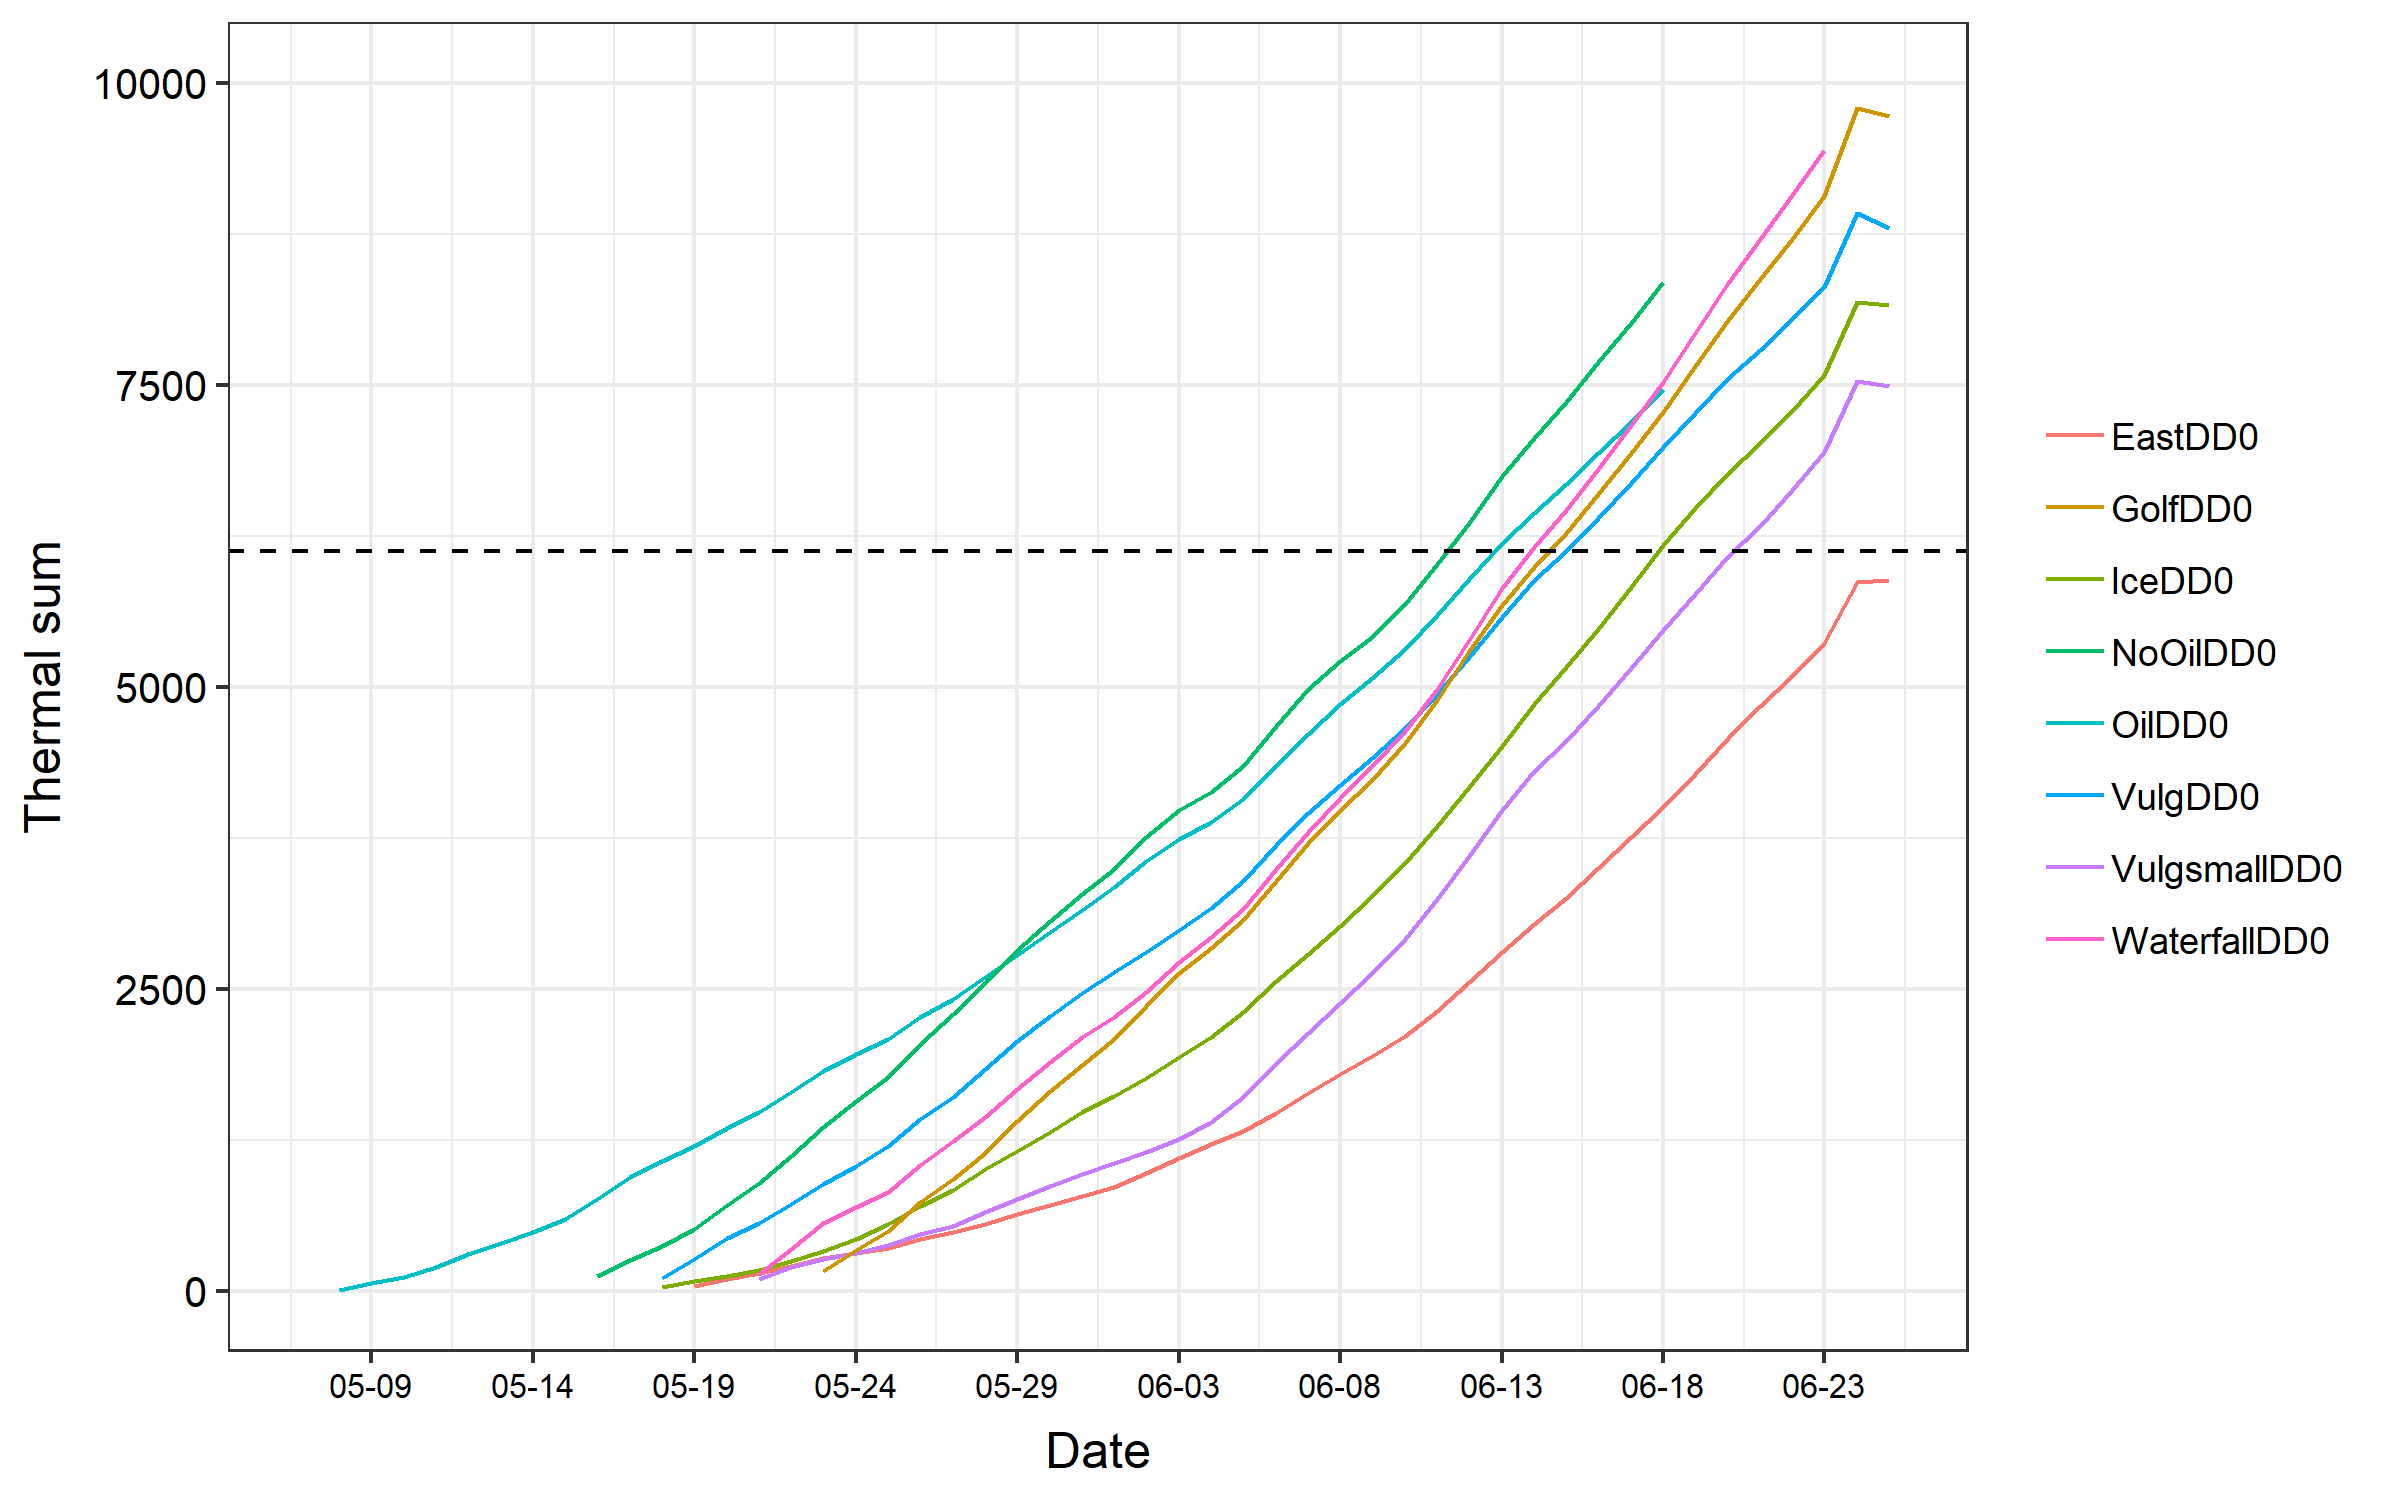 10000
7500
5000
2500
0
Thermal sum
05-09 05-14 05-19 05-24 05-29 06-03 06-08 06-13 06-18 06-23
Date
EastDD0
GolfDD0
IceDD0
NoOilDD0
OilDD0
VulgDD0
VulgsmallDD0
WaterfallDD0